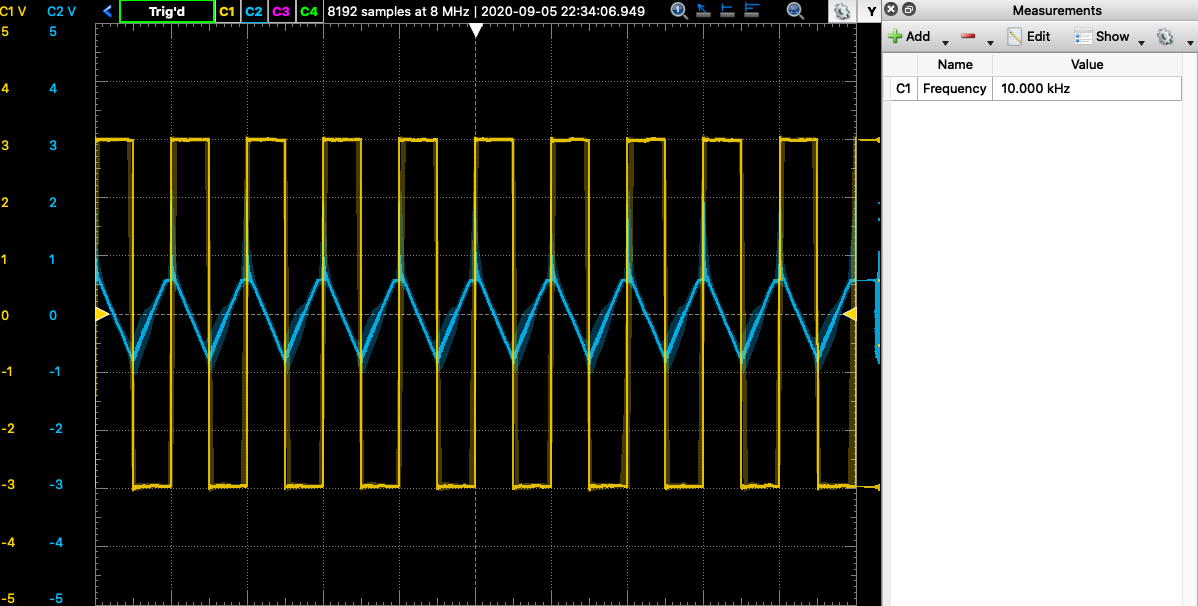 C1 V C2 V Trig'd C1 C2 C3 C4 8192 samples at 8 MHz | 2020-09-05 22:34:06.949 Y
5 5
4 4
3 3
2 2
1 1
0 0
-1 -1
-2 -2
-3 -3
-4 -4
-5 -5
Measurements
Add Edit Show
Name Value
C1 Frequency 10.000 kHz